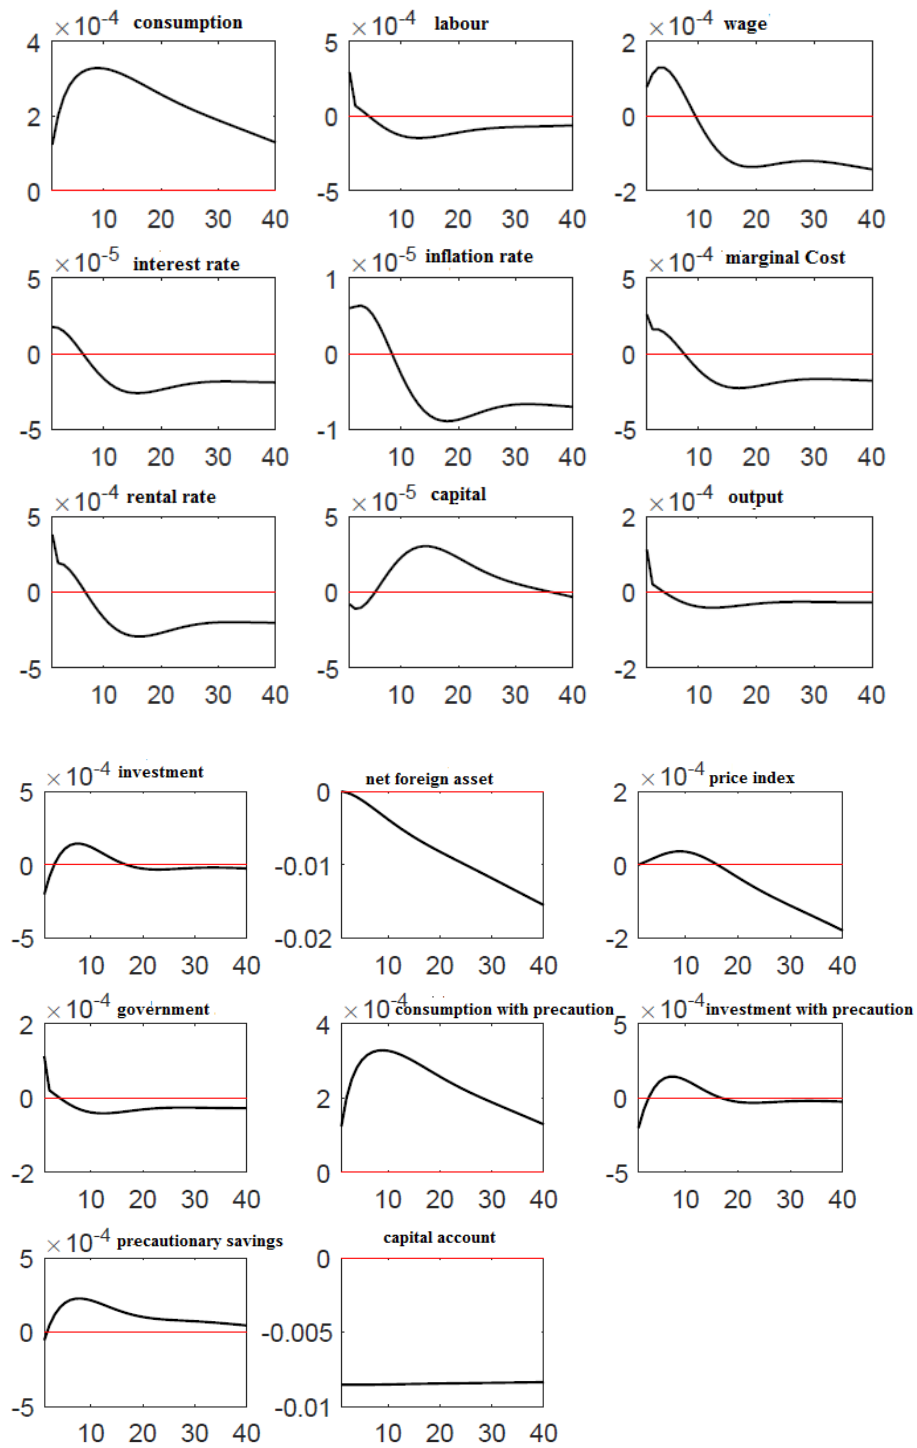 ×10^-4 consumption
4
2
0
10 20 30 40
×10^-4 labour
5
0
-5
10 20 30 40
×10^-4 wage
2
0
-2
10 20 30 40
×10^-5 interest rate
5
0
-5
10 20 30 40
×10^-5 inflation rate
1
0
-1
10 20 30 40
×10^-4 marginal Cost
5
0
-5
10 20 30 40
×10^-4 rental rate
5
0
-5
10 20 30 40
×10^-5 capital
5
0
-5
10 20 30 40
×10^-4 output
2
0
-2
10 20 30 40
×10^-4 investment
5
0
-5
10 20 30 40
net foreign asset
0
-0.01
-0.02
10 20 30 40
×10^-4 price index
2
0
-2
10 20 30 40
×10^-4 government
2
0
-2
10 20 30 40
×10^-4 consumption with precaution
4
2
0
10 20 30 40
×10^-4 investment with precaution
5
0
-5
10 20 30 40
×10^-4 precautionary savings
5
0
-5
10 20 30 40
capital account
0
-0.005
-0.01
10 20 30 40